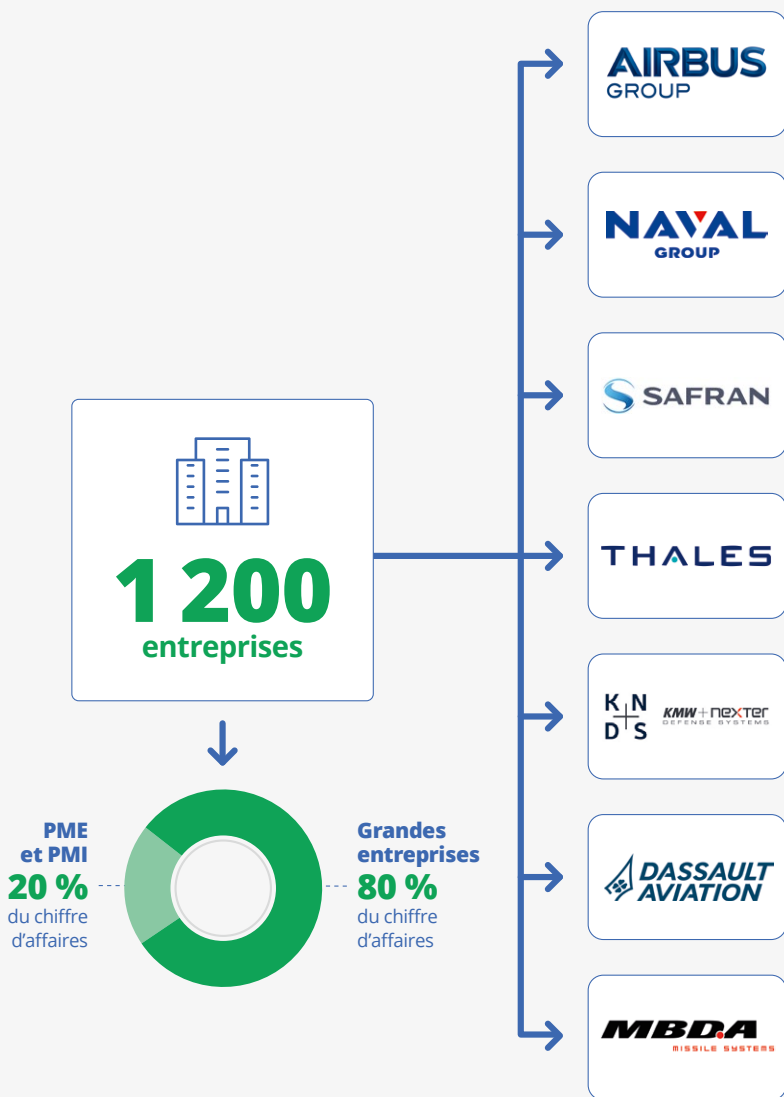 AIRBUS
GROUP
NAVAL
GROUP
SAFRAN
1 200
entreprises
THALES
K N
D S
KMW+nexter
DEFENSE SYSTEMS
PME
et PMI
20 %
du chiffre
d’affaires
Grandes
entreprises
80 %
du chiffre
d’affaires
DASSAULT
AVIATION
MBDA
MISSILE SYSTEMS